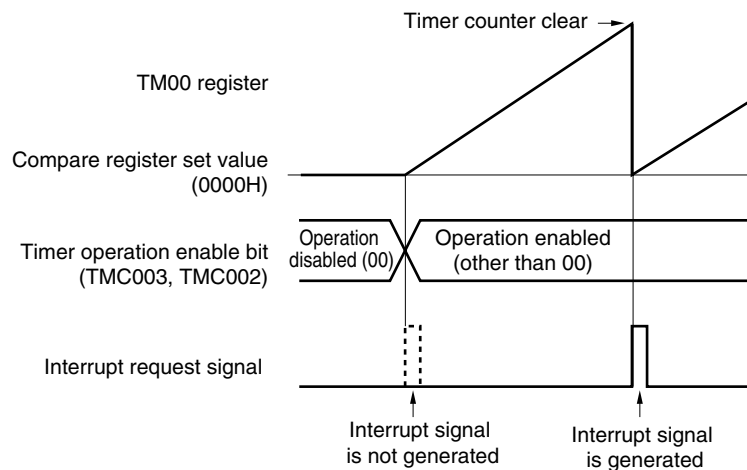 Timer counter clear
TM00 register
Compare register set value
(0000H)
Timer operation enable bit
(TMC003, TMC002)
Operation
disabled (00)
Operation enabled
(other than 00)
Interrupt request signal
Interrupt signal
is not generated
Interrupt signal
is generated